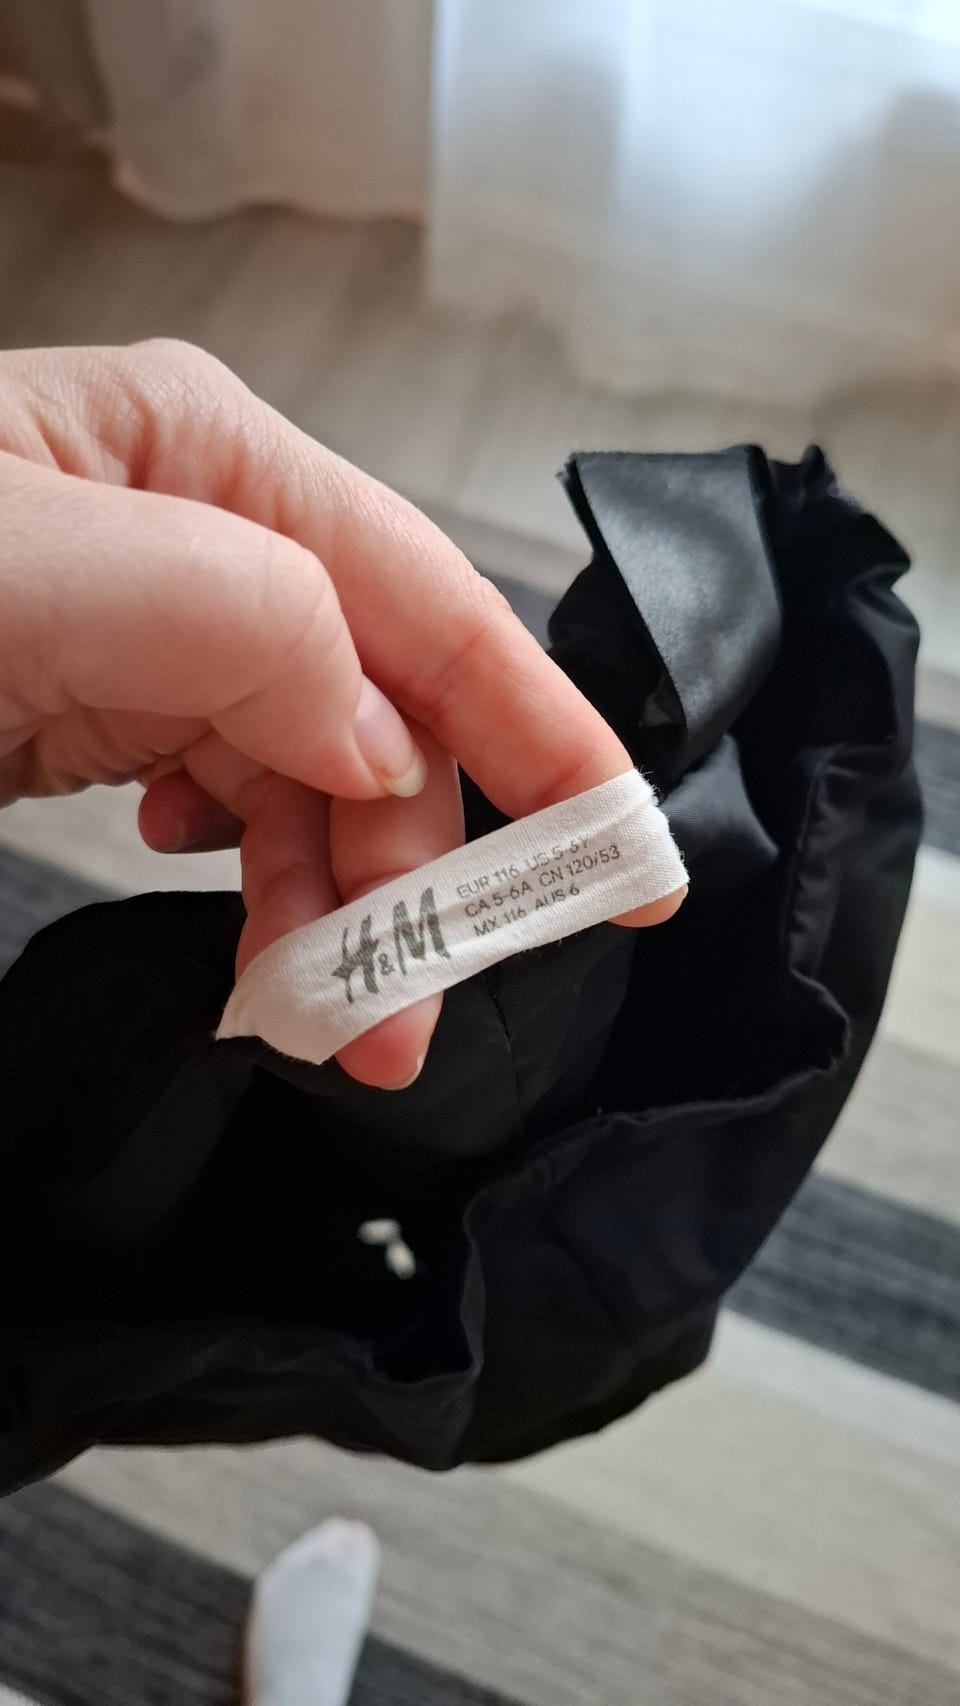 H&M
EUR 116 US 5-6Y
CA 5-6A CN 120/53
MX 116 AUS 6